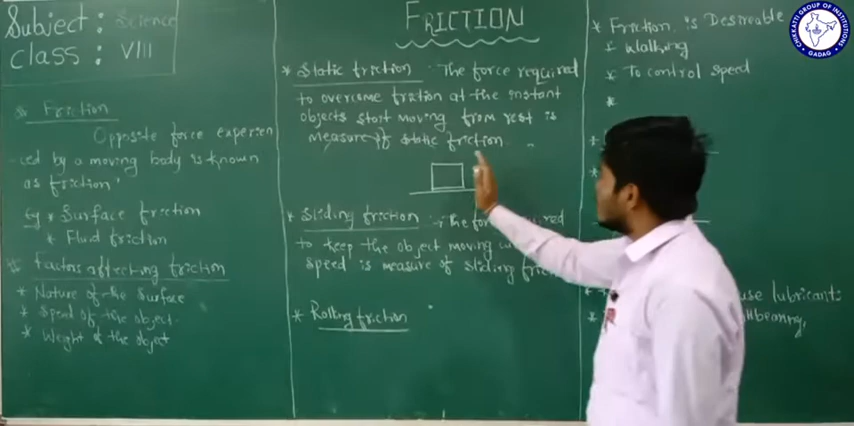 Subject : Science
Class : VIII
* Friction
Opposite force experien
-ced by a moving body is known
as friction'
Eg * Surface friction
* Fluid friction
* Factors affecting friction
* Nature of the surface
* Speed of the object.
* Weight of the object
FRICTION
* Static friction : The force required
to overcome friction at the instant
objects start moving from rest is
measure of static friction.
* Sliding friction :- The force required
to keep the object moving
speed is measure of sliding
* Rolling friction
* Friction is Desireable
* Walking
* To control speed
*
use lubricants
CHIKKATTI GROUP OF INSTITUTIONS,
GADAG